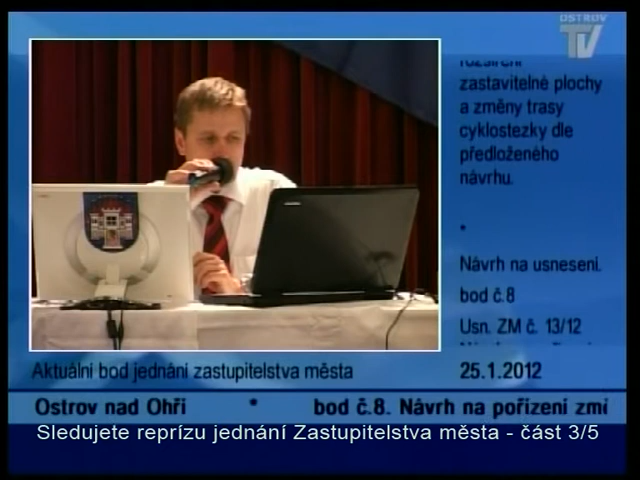 OSTROV
TV
rozšíření
zastavitelné plochy
a změny trasy
cyklostezky dle
předloženého
návrhu.
*
Návrh na usnesení.
bod č.8
Usn. ZM č. 13/12
Aktuální bod jednání zastupitelstva města
25.1.2012
Ostrov nad Ohří * bod č.8. Návrh na pořízení změ
Sledujete reprízu jednání Zastupitelstva města - část 3/5